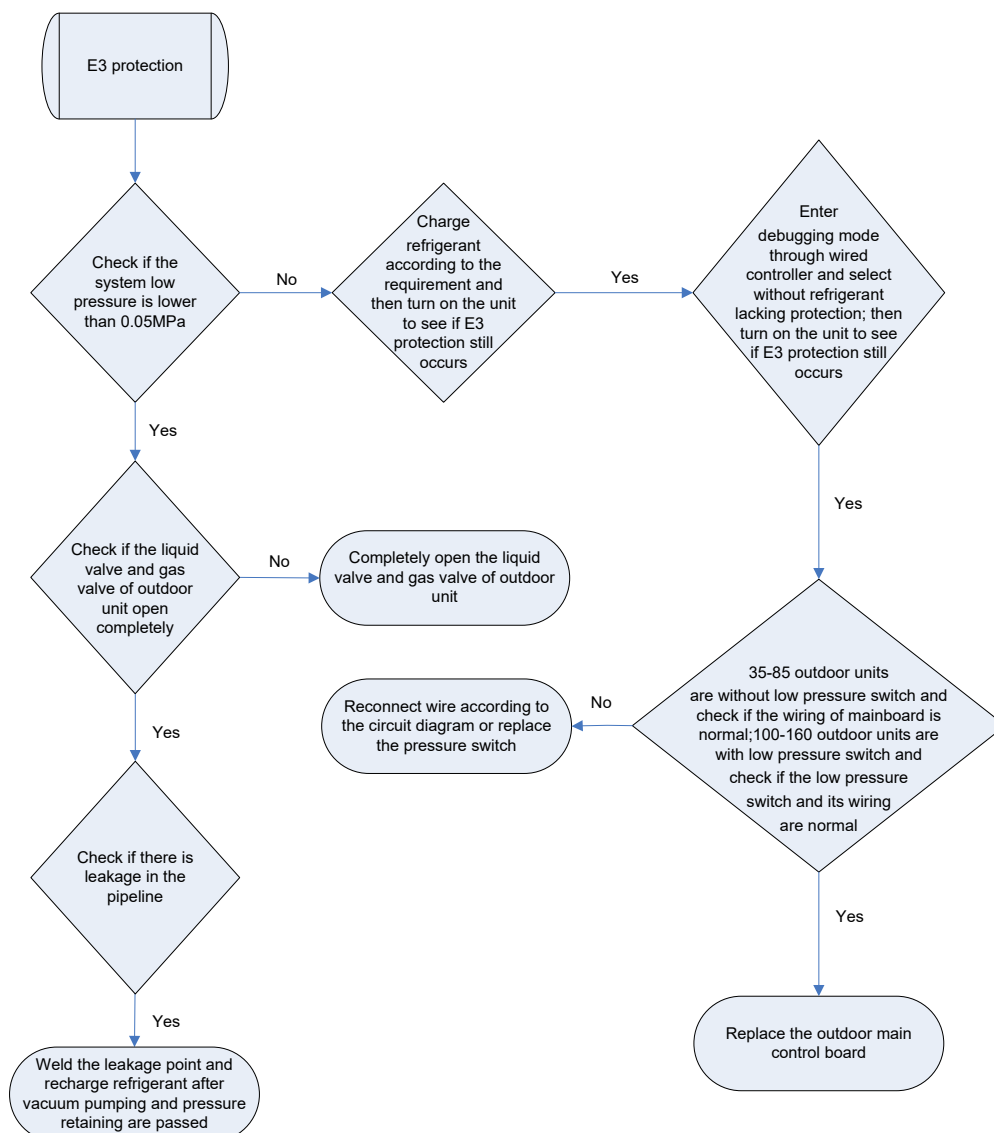 E3 protection
Check if the
system low
pressure is lower
than 0.05MPa
No
Charge
refrigerant
according to the
requirement and
then turn on the unit
to see if E3
protection still
occurs
Yes
Enter
debugging mode
through wired
controller and select
without refrigerant
lacking protection; then
turn on the unit to see
if E3 protection still
occurs
Yes
Yes
Check if the liquid
valve and gas
valve of outdoor
unit open
completely
No
Completely open the liquid
valve and gas valve of outdoor
unit
35-85 outdoor units
are without low pressure switch and
check if the wiring of mainboard is
normal;100-160 outdoor units are
with low pressure switch and
check if the low pressure
switch and its wiring
are normal
No
Reconnect wire according to
the circuit diagram or replace
the pressure switch
Yes
Check if there is
leakage in the
pipeline
Yes
Yes
Weld the leakage point and
recharge refrigerant after
vacuum pumping and pressure
retaining are passed
Replace the outdoor main
control board